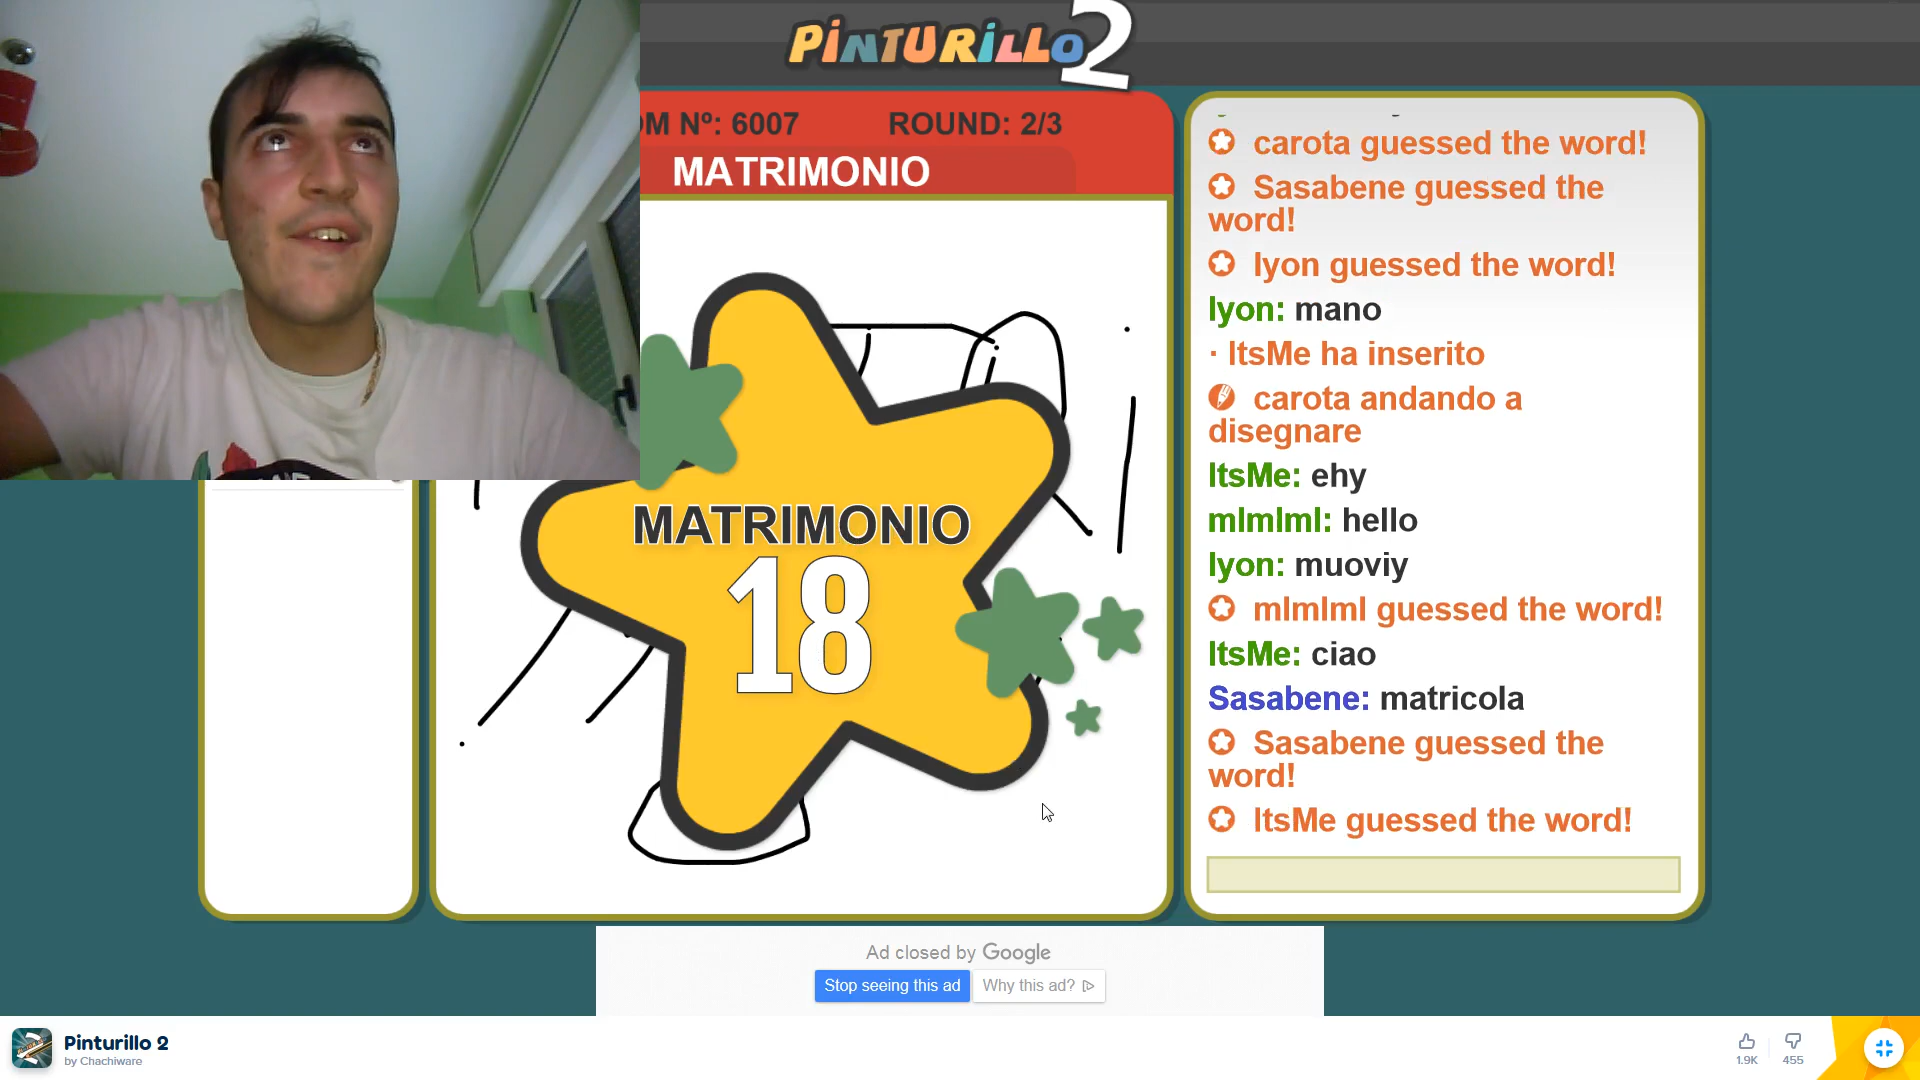 PiNTURiLLO 2
OM Nº: 6007
ROUND: 2/3
MATRIMONIO
MATRIMONIO
18
carota guessed the word!
Sasabene guessed the
word!
lyon guessed the word!
lyon: mano
· ItsMe ha inserito
carota andando a
disegnare
ItsMe: ehy
mlmlml: hello
lyon: muoviy
mlmlml guessed the word!
ItsMe: ciao
Sasabene: matricola
Sasabene guessed the
word!
ItsMe guessed the word!
Ad closed by Google
Stop seeing this ad
Why this ad?
Pinturillo 2
by Chachiware
1.9K
455